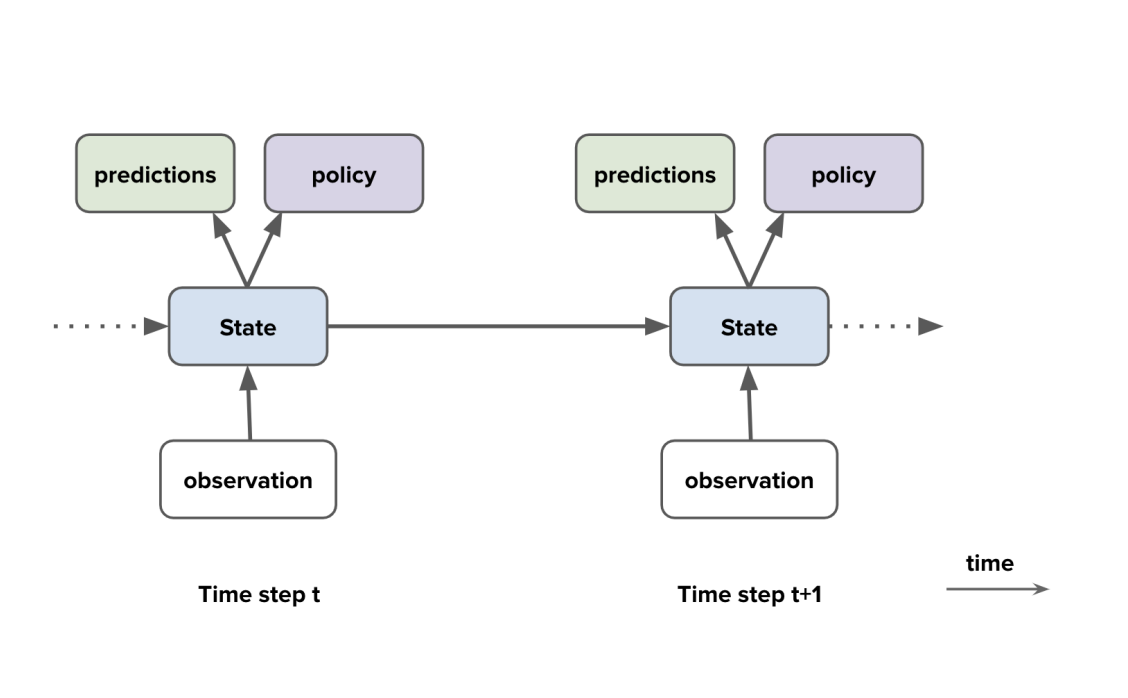 predictions
policy
predictions
policy
State
State
observation
observation
time
Time step t
Time step t+1